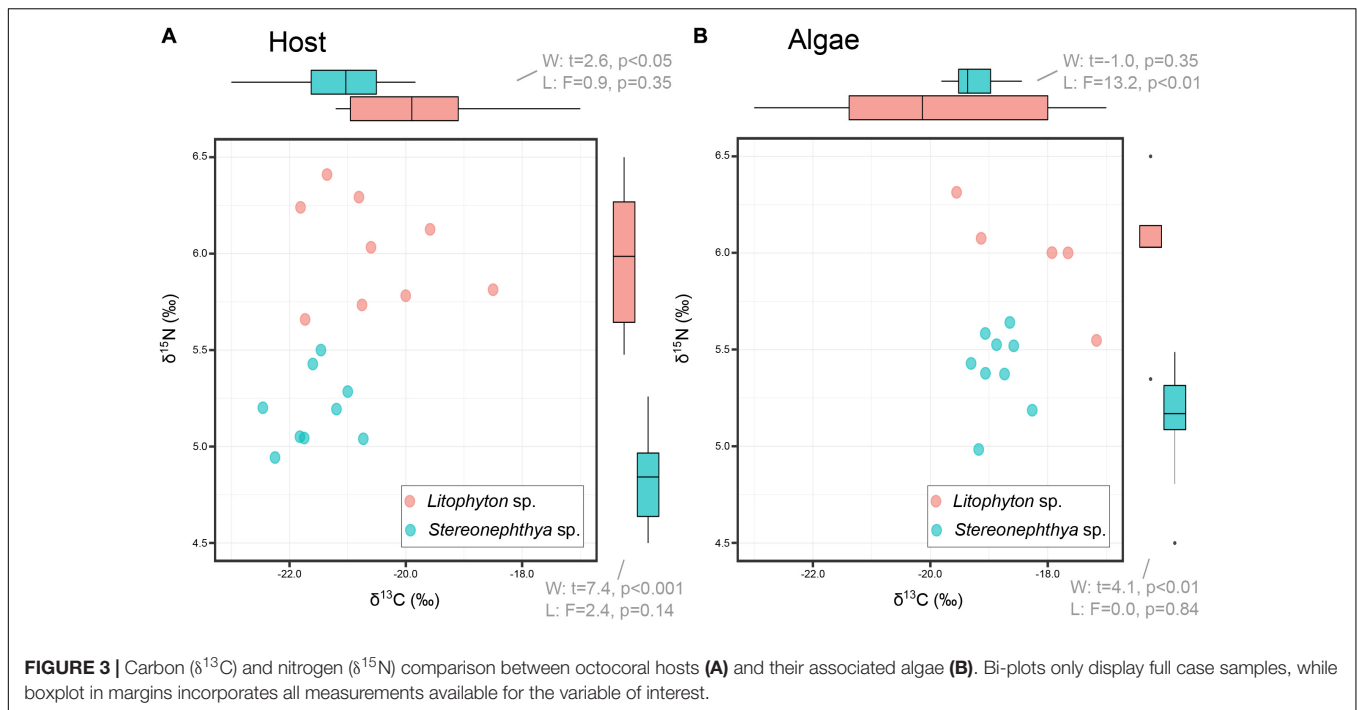 A
Host
W: t=2.6, p<0.05
L: F=0.9, p=0.35
6.5
6.0
5.5
5.0
4.5
δ15N (‰)
-22.0
-20.0
-18.0
δ13C (‰)
Litophyton sp.
Stereonephthya sp.
W: t=7.4, p<0.001
L: F=2.4, p=0.14
B
Algae
W: t=-1.0, p=0.35
L: F=13.2, p<0.01
6.5
6.0
5.5
5.0
4.5
δ15N (‰)
-22.0
-20.0
-18.0
δ13C (‰)
Litophyton sp.
Stereonephthya sp.
W: t=4.1, p<0.01
L: F=0.0, p=0.84
FIGURE 3 | Carbon (δ13C) and nitrogen (δ15N) comparison between octocoral hosts (A) and their associated algae (B). Bi-plots only display full case samples, while
boxplot in margins incorporates all measurements available for the variable of interest.